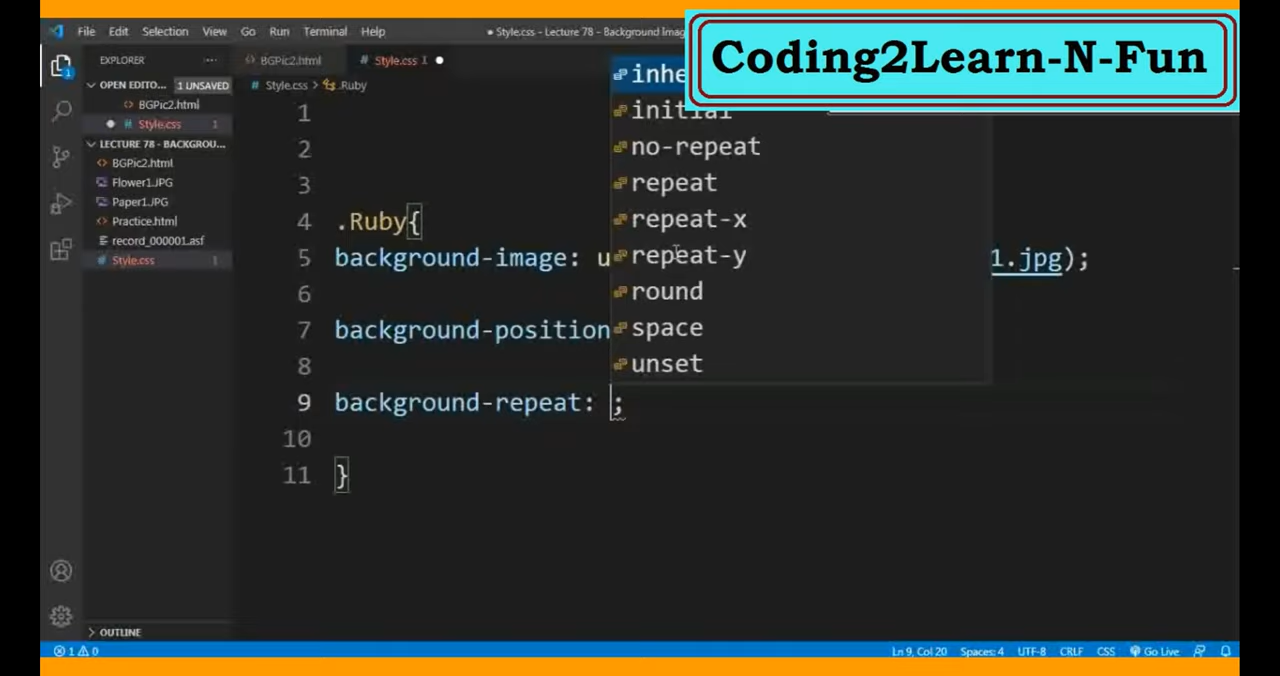 File Edit Selection View Go Run Terminal Help
Style.css - Lecture 78 - Background Imag
Coding2Learn-N-Fun
EXPLORER
BGPic2.html
Style.css 1
OPEN EDITO... 1 UNSAVED
Style.css > .Ruby
BGPic2.html
Style.css 1
LECTURE 78 - BACKGROU...
BGPic2.html
Flower1.JPG
Paper1.JPG
Practice.html
record_000001.asf
Style.css 1
OUTLINE
1
2
3
4 .Ruby{
5 background-image: u 1.jpg);
6
7 background-position
8
9 background-repeat: ;
10
11 }
inhe
initial
no-repeat
repeat
repeat-x
repeat-y
round
space
unset
1 0
Ln 9, Col 20 Spaces: 4 UTF-8 CRLF CSS Go Live